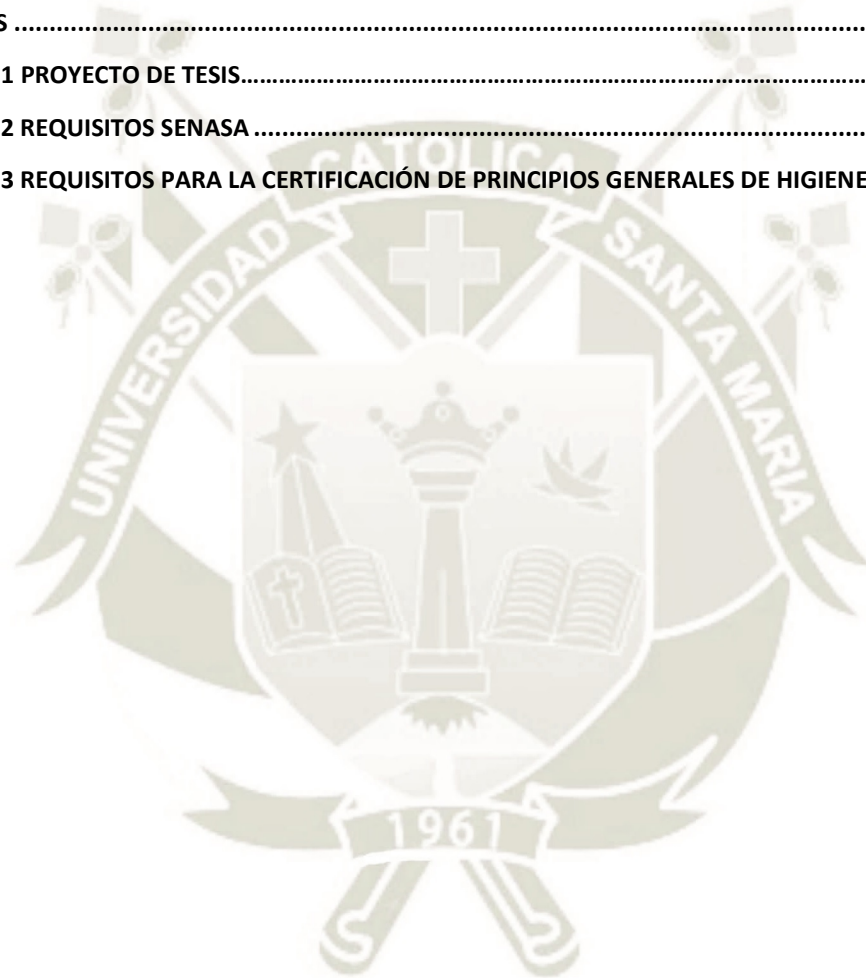 S ........................................................................................................................
1 PROYECTO DE TESIS........................................................................................
2 REQUISITOS SENASA ......................................................................................
3 REQUISITOS PARA LA CERTIFICACIÓN DE PRINCIPIOS GENERALES DE HIGIENE
UNIVERSIDAD CATOLICA SANTA MARIA
1961